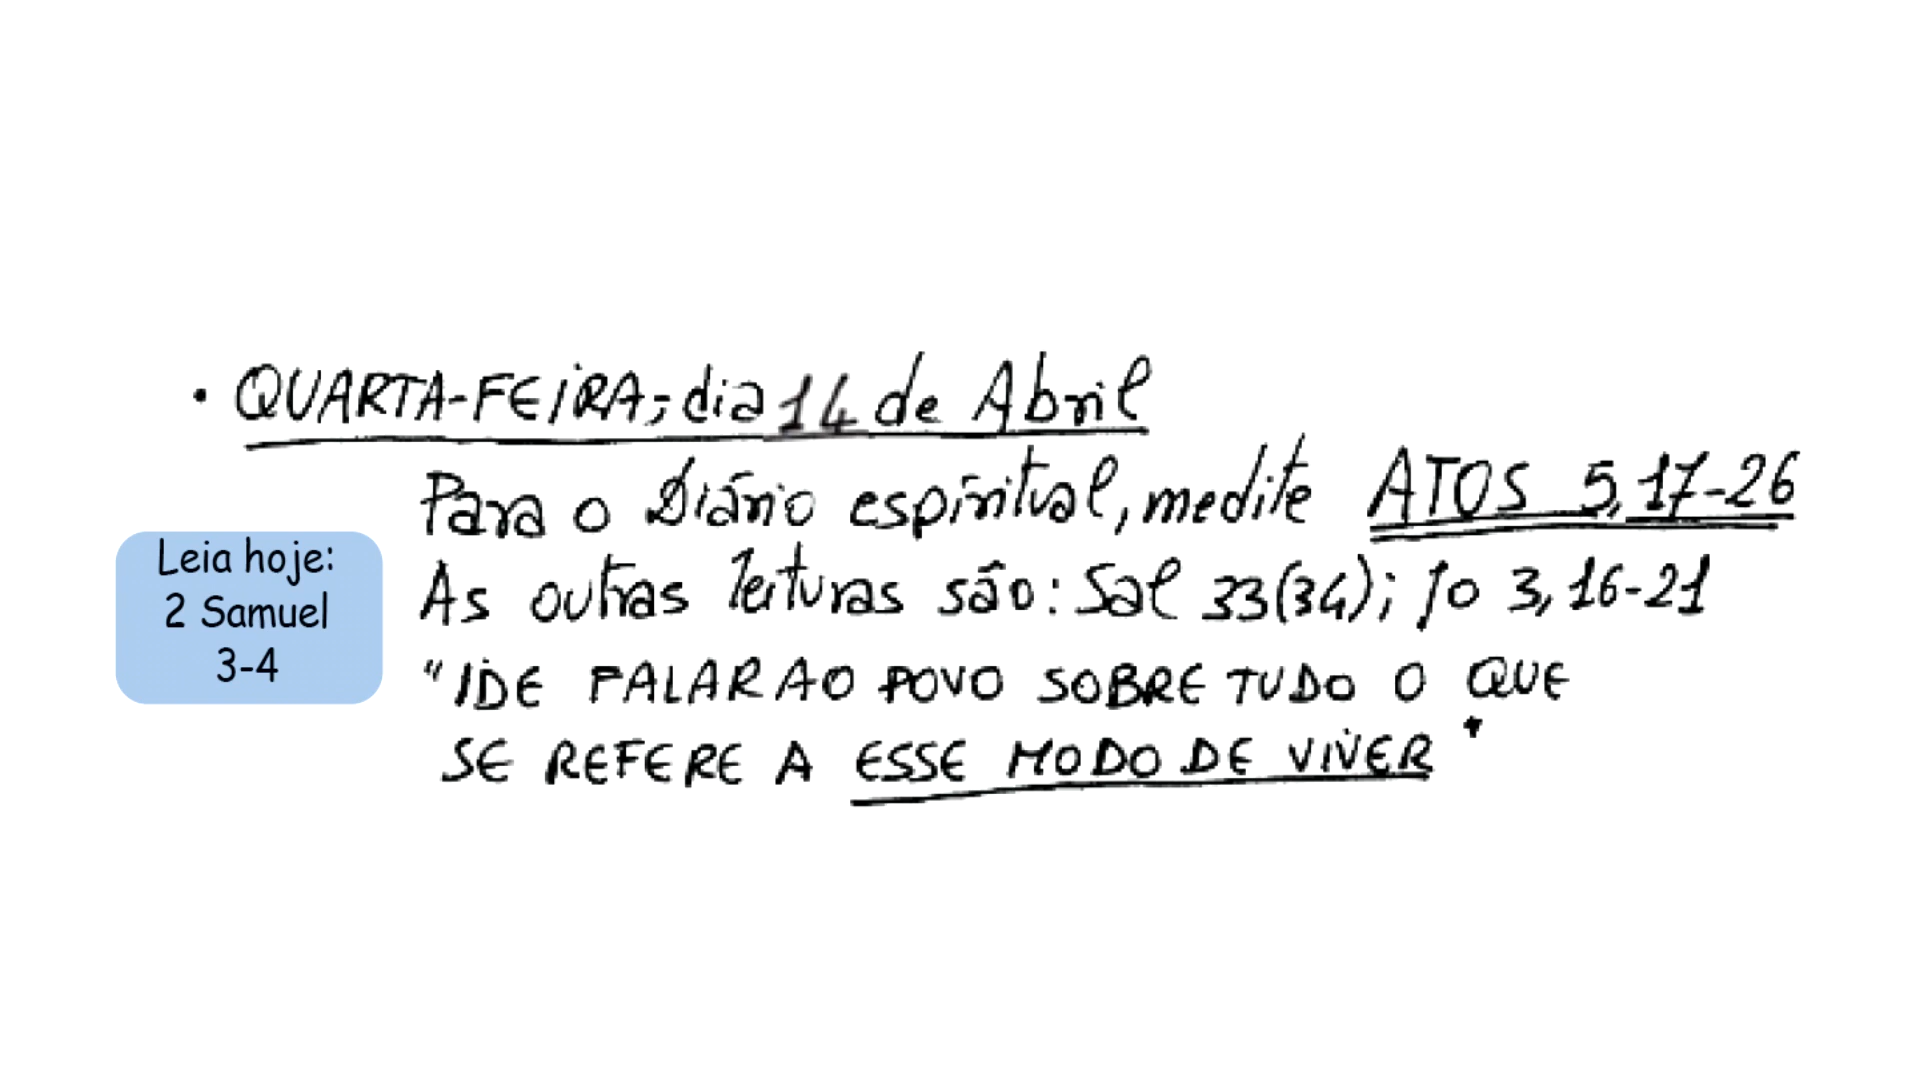 • QUARTA-FEIRA, dia 14 de Abril
Para o Diário espiritual, medite ATOS 5,17-26
Leia hoje:
2 Samuel
3-4
As outras leituras são: Sal 33(34); Jo 3,16-21
"IDE FALAR AO POVO SOBRE TUDO O QUE
SE REFERE A ESSE MODO DE VIVER"